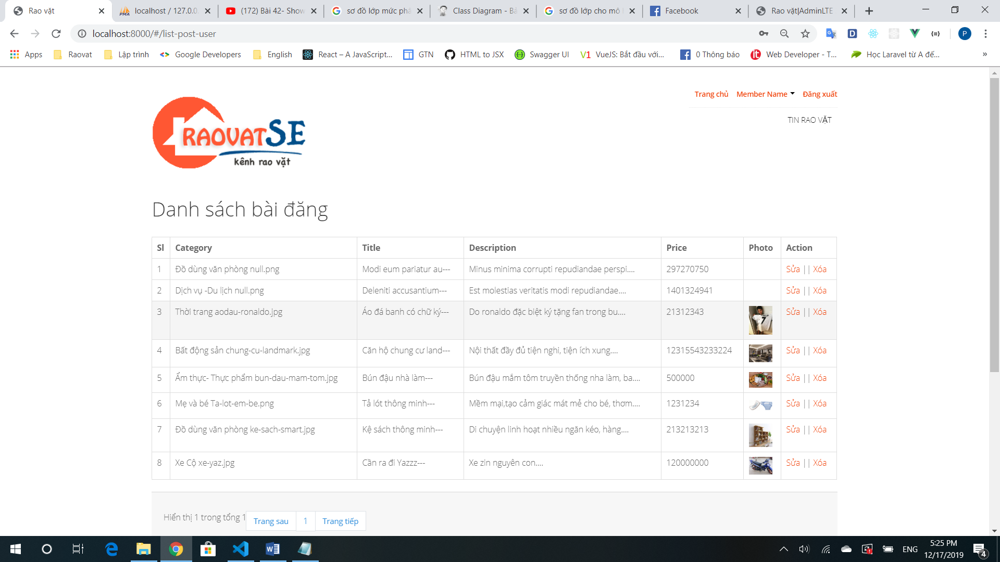 Rao vặt
localhost / 127.0.0.
(172) Bài 42- Show
sơ đồ lớp mức phâ
Class Diagram - Bả
sơ đồ lớp cho mô
Facebook
Rao vặt|AdminLTE
localhost:8000/#/list-post-user
P
Apps
Raovat
Lập trình
Google Developers
English
React – A JavaScript...
GTN
HTML to JSX
Swagger UI
VueJS: Bắt đầu với...
0 Thông báo
Web Developer - T...
Học Laravel từ A đế...
»
Trang chủ Member Name Đăng xuất
TIN RAO VẶT
RAOVATSE
kênh rao vặt
Danh sách bài đăng
Sl Category Title Description Price Photo Action
1 Đồ dùng văn phòng null.png Modi eum pariatur au--- Minus minima corrupti repudiandae perspi.... 297270750 Sửa || Xóa
2 Dịch vụ -Du lịch null.png Deleniti accusantium--- Est molestias veritatis modi repudiandae.... 1401324941 Sửa || Xóa
3 Thời trang aodau-ronaldo.jpg Áo đá banh có chữ ký--- Do ronaldo đặc biệt ký tặng fan trong bu.... 21312343 Sửa || Xóa
4 Bất động sản chung-cu-landmark.jpg Căn hộ chung cư land--- Nội thất đầy đủ tiện nghi, tiện ích xung.... 12315543233224 Sửa || Xóa
5 Ẩm thực- Thực phẩm bun-dau-mam-tom.jpg Bún đậu nhà làm--- Bún đậu mắm tôm truyền thống nha làm, ba.... 500000 Sửa || Xóa
6 Mẹ và bé Ta-lot-em-be.png Tả lót thông minh--- Mềm mại,tạo cảm giác mát mẻ cho bé, thơm.... 1231234 Sửa || Xóa
7 Đồ dùng văn phòng ke-sach-smart.jpg Kệ sách thông minh--- Di chuyện linh hoạt nhiều ngăn kéo, hàng.... 213213213 Sửa || Xóa
8 Xe Cộ xe-yaz.jpg Cần ra đi Yazzz--- Xe zin nguyên con.... 120000000 Sửa || Xóa
Hiển thị 1 trong tổng 1 Trang sau 1 Trang tiếp
ENG
5:25 PM
12/17/2019
4